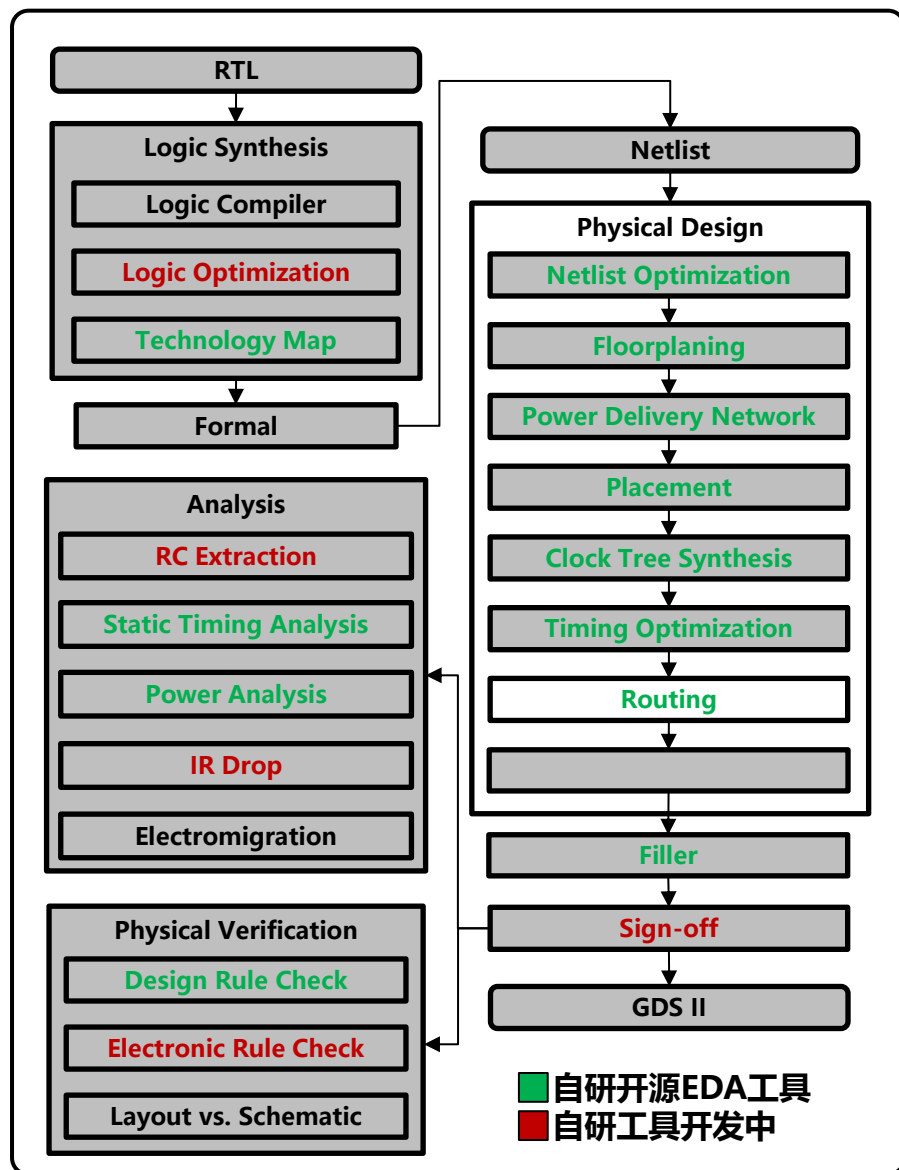 RTL
Logic Synthesis
Logic Compiler
Logic Optimization
Technology Map
Formal
Netlist
Physical Design
Netlist Optimization
Floorplaning
Power Delivery Network
Placement
Clock Tree Synthesis
Timing Optimization
Routing
Filler
Sign-off
GDS II
Analysis
RC Extraction
Static Timing Analysis
Power Analysis
IR Drop
Electromigration
Physical Verification
Design Rule Check
Electronic Rule Check
Layout vs. Schematic
自研开源EDA工具
自研工具开发中